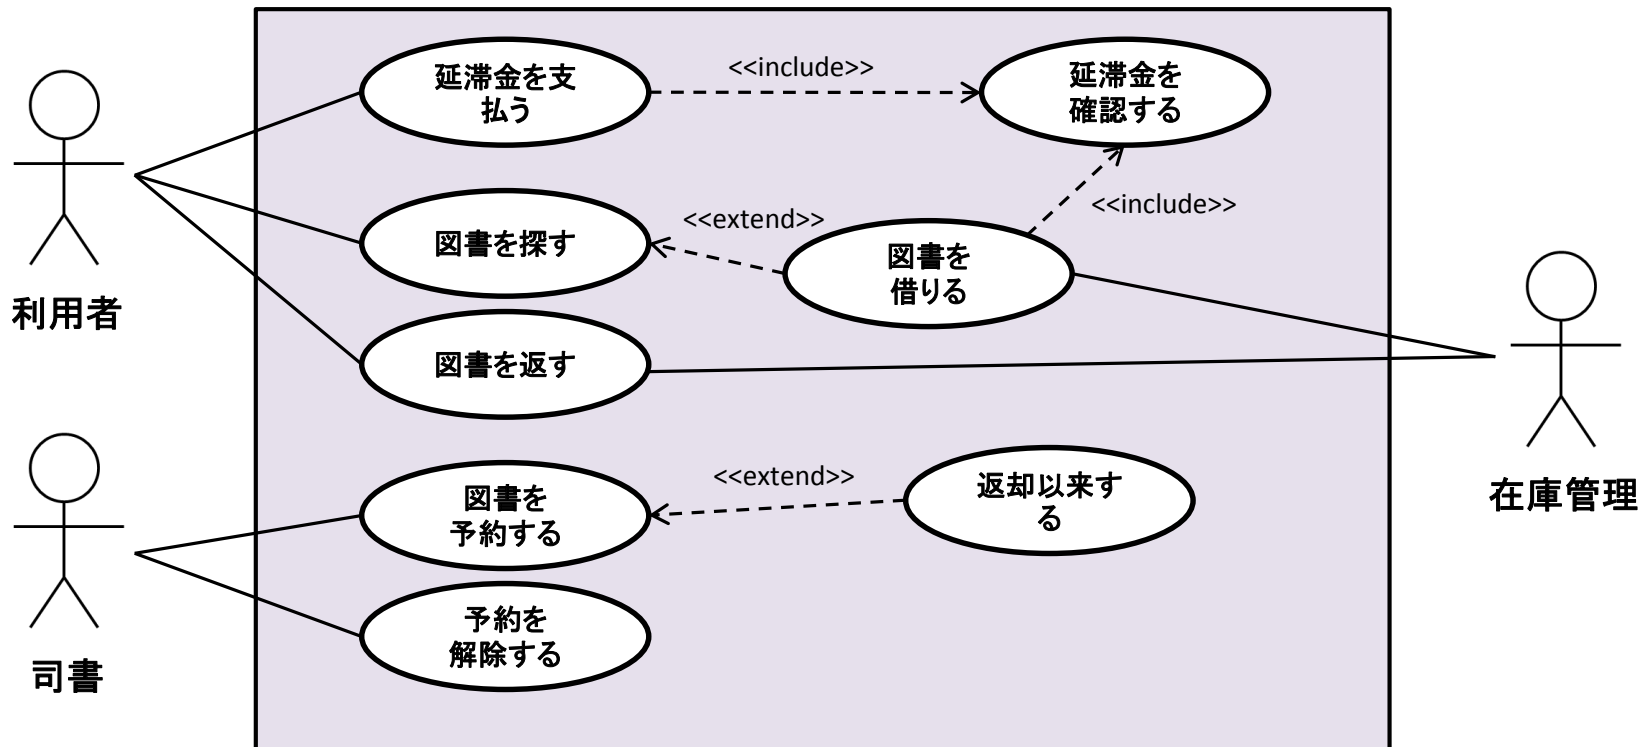 延滞金を支
払う
<<include>>
延滞金を
確認する
利用者
図書を探す
<<extend>>
図書を
借りる
<<include>>
図書を返す
司書
図書を
予約する
<<extend>>
返却以来す
る
在庫管理
予約を
解除する